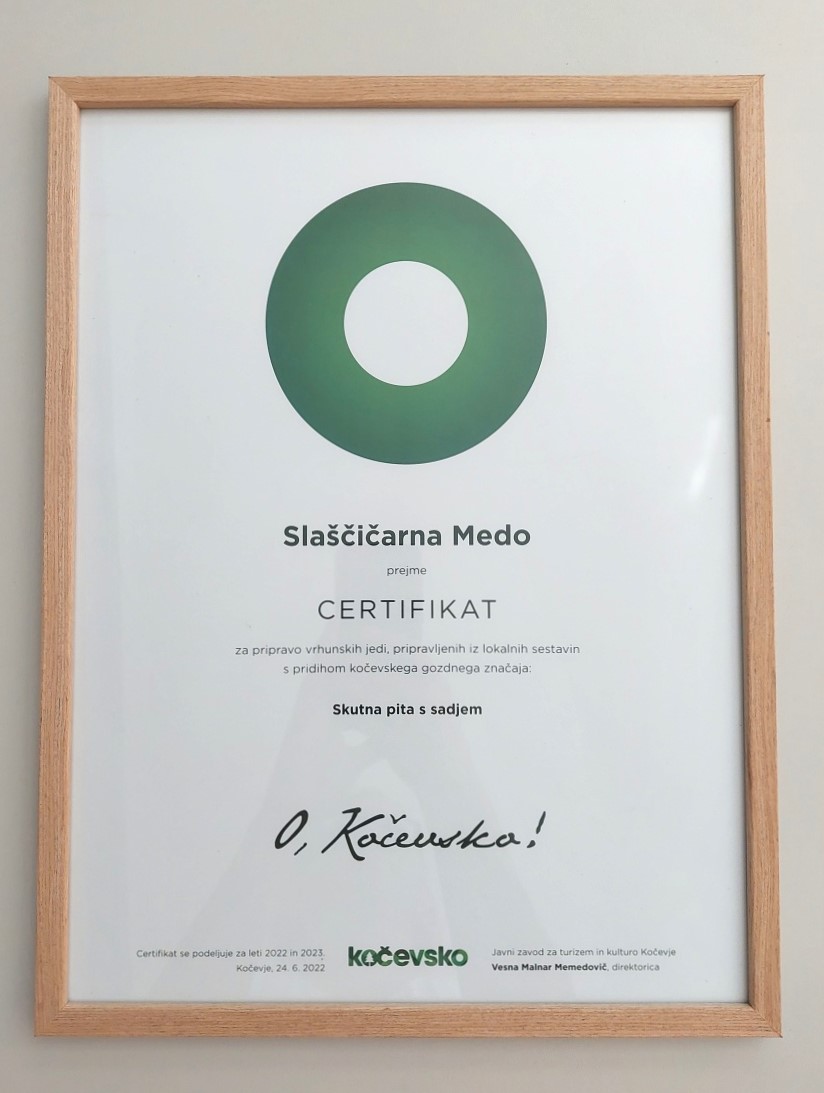 Slaščičarna Medo
prejme
CERTIFIKAT
za pripravo vrhunskih jedi, pripravljenih iz lokalnih sestavin
s pridihom kočevskega gozdnega značaja:
Skutna pita s sadjem
O, Kočevsko!
Certifikat se podeljuje za leti 2022 in 2023.
Kočevje, 24. 6. 2022
kočevsko
Javni zavod za turizem in kulturo Kočevje
Vesna Malnar Memedovič, direktorica